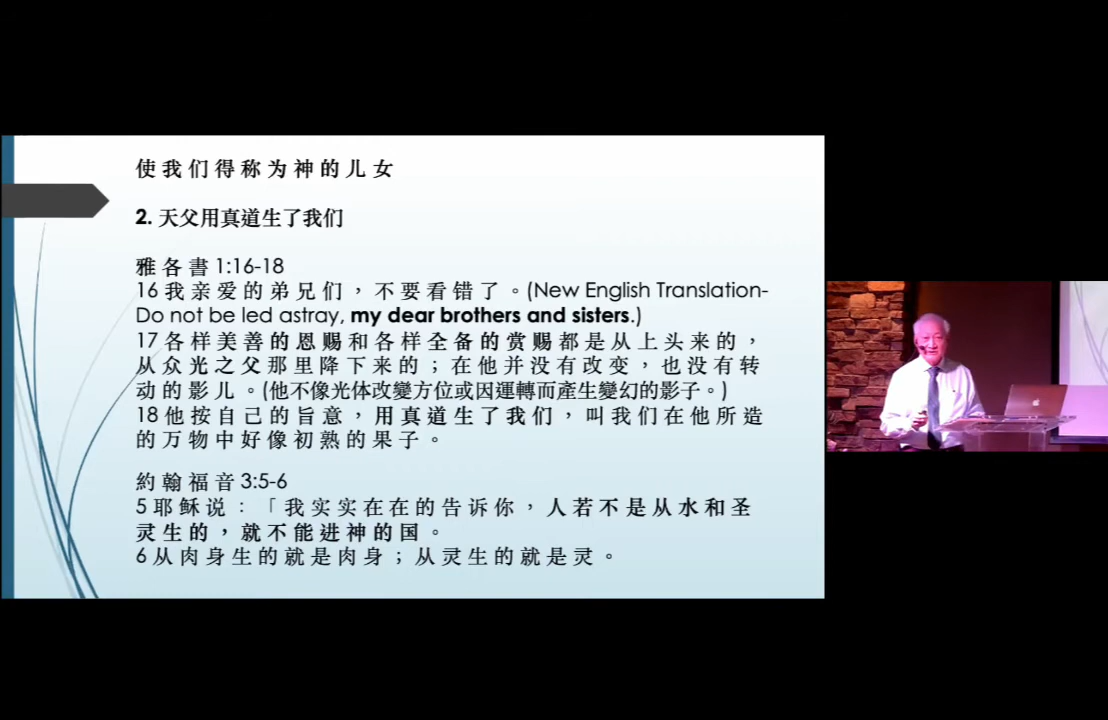 使我们得称为神的儿女
2. 天父用真道生了我们
雅各書 1:16-18
16 我亲爱的弟兄们，不要看错了。(New English Translation-
Do not be led astray, my dear brothers and sisters.)
17 各样美善的恩赐和各样全备的赏赐都是从上头来的，
从众光之父那里降下来的；在他并没有改变，也没有转
动的影儿。(他不像光体改變方位或因運轉而產生變幻的影子。)
18 他按自己的旨意，用真道生了我们，叫我们在他所造
的万物中好像初熟的果子。
約翰福音 3:5-6
5 耶稣说：「我实实在在的告诉你，人若不是从水和圣
灵生的，就不能进神的国。
6 从肉身生的就是肉身；从灵生的就是灵。